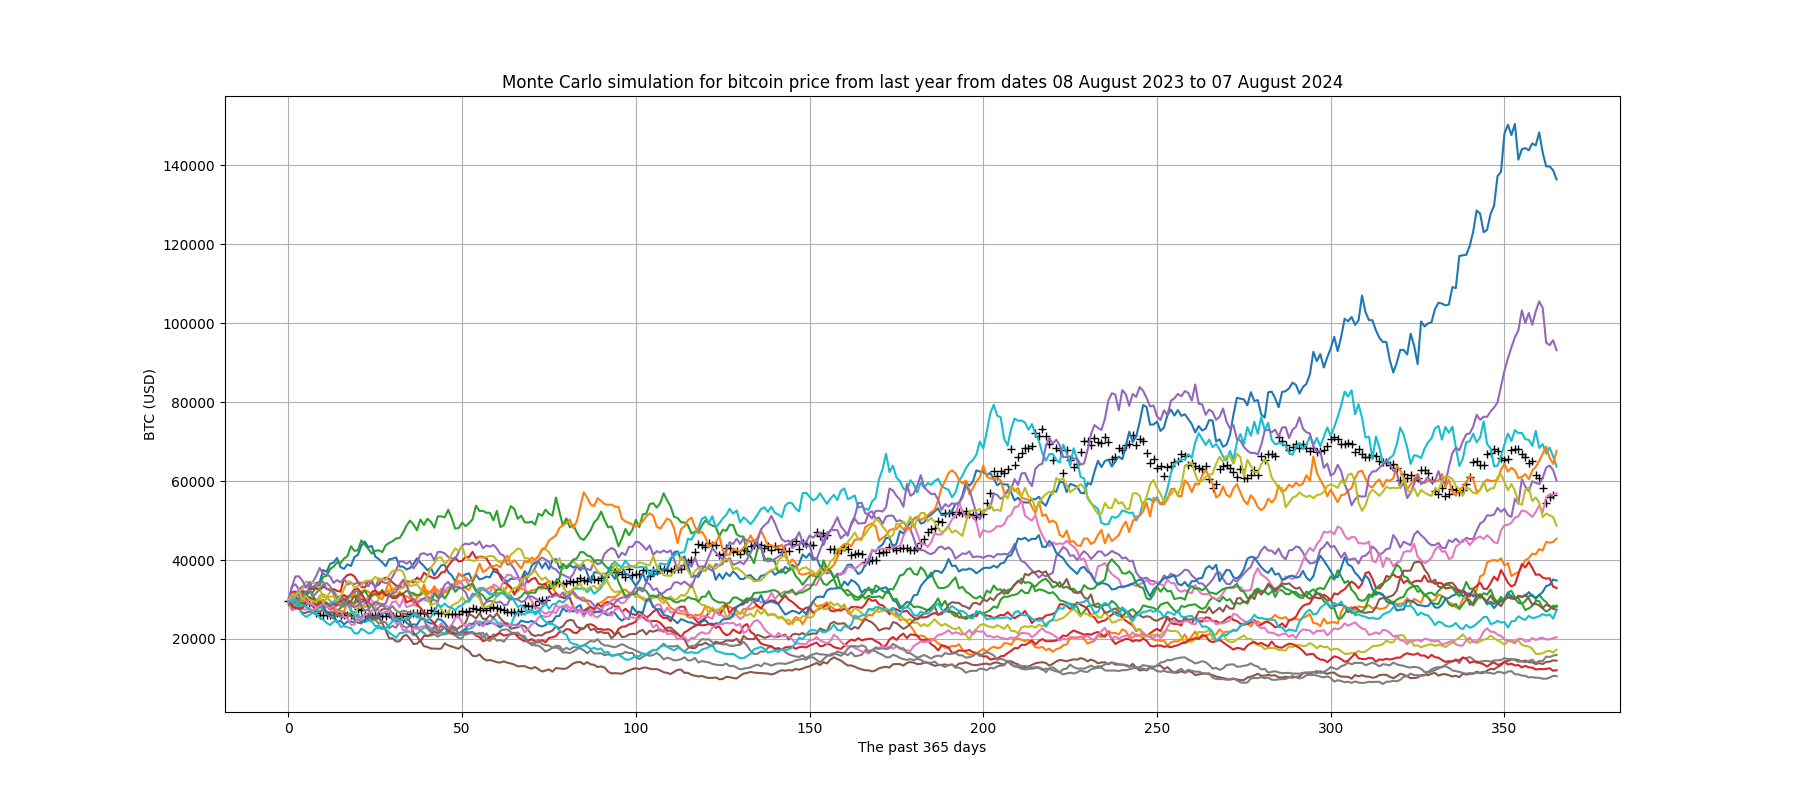 Monte Carlo simulation for bitcoin price from last year from dates 08 August 2023 to 07 August 2024
140000
120000
100000
80000
60000
40000
20000
BTC (USD)
0 50 100 150 200 250 300 350
The past 365 days